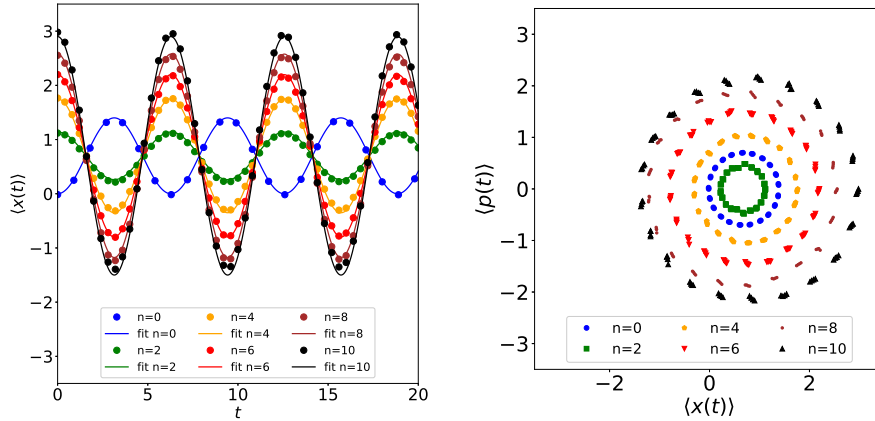 ⟨x(t)⟩
3
2
1
0
−1
−2
−3
n=0 n=4 n=8
fit n=0 fit n=4 fit n=8
n=2 n=6 n=10
fit n=2 fit n=6 fit n=10
0 5 10 15 20
t
⟨p(t)⟩
3
2
1
0
−1
−2
−3
n=0 n=4 n=8
n=2 n=6 n=10
−2 0 2
⟨x(t)⟩